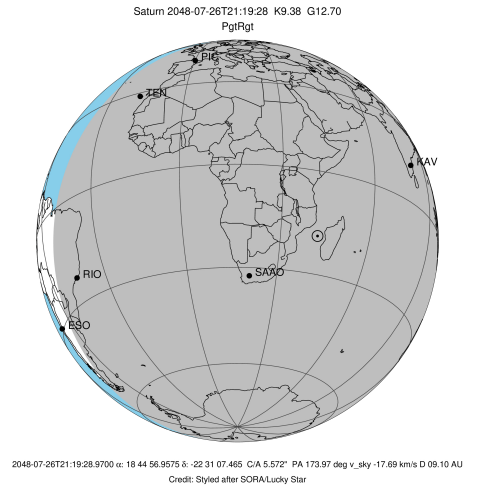 Saturn 2048-07-26T21:19:28 K9.38 G12.70
PgtRgt
PIC
TEN
KAV
SAAO
RIO
ESO
2048-07-26T21:19:28.9700 α: 18 44 56.9575 δ: -22 31 07.465 C/A 5.572" PA 173.97 deg v_sky -17.69 km/s D 09.10 AU
Credit: Styled after SORA/Lucky Star